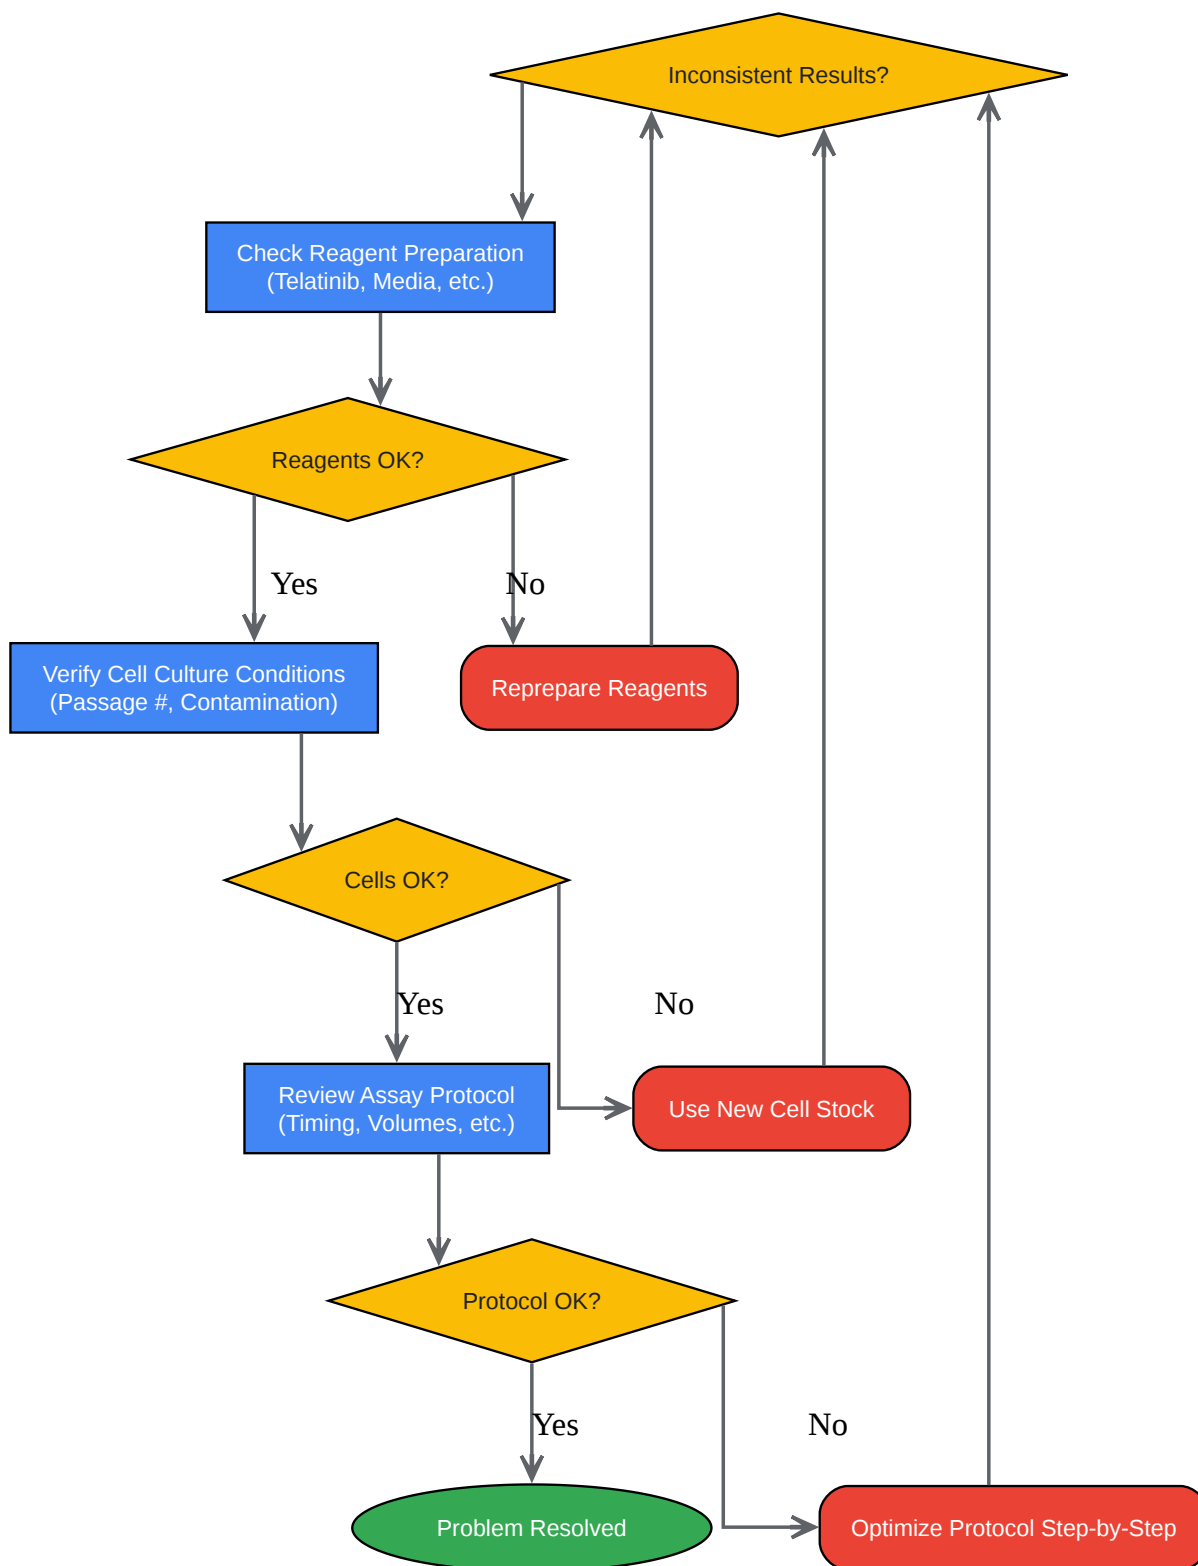 Inconsistent Results?
Check Reagent Preparation
(Telatinib, Media, etc.)
Reagents OK?
Yes
No
Verify Cell Culture Conditions
(Passage #, Contamination)
Reprepare Reagents
Cells OK?
Yes
No
Review Assay Protocol
(Timing, Volumes, etc.)
Use New Cell Stock
Protocol OK?
Yes
No
Problem Resolved
Optimize Protocol Step-by-Step